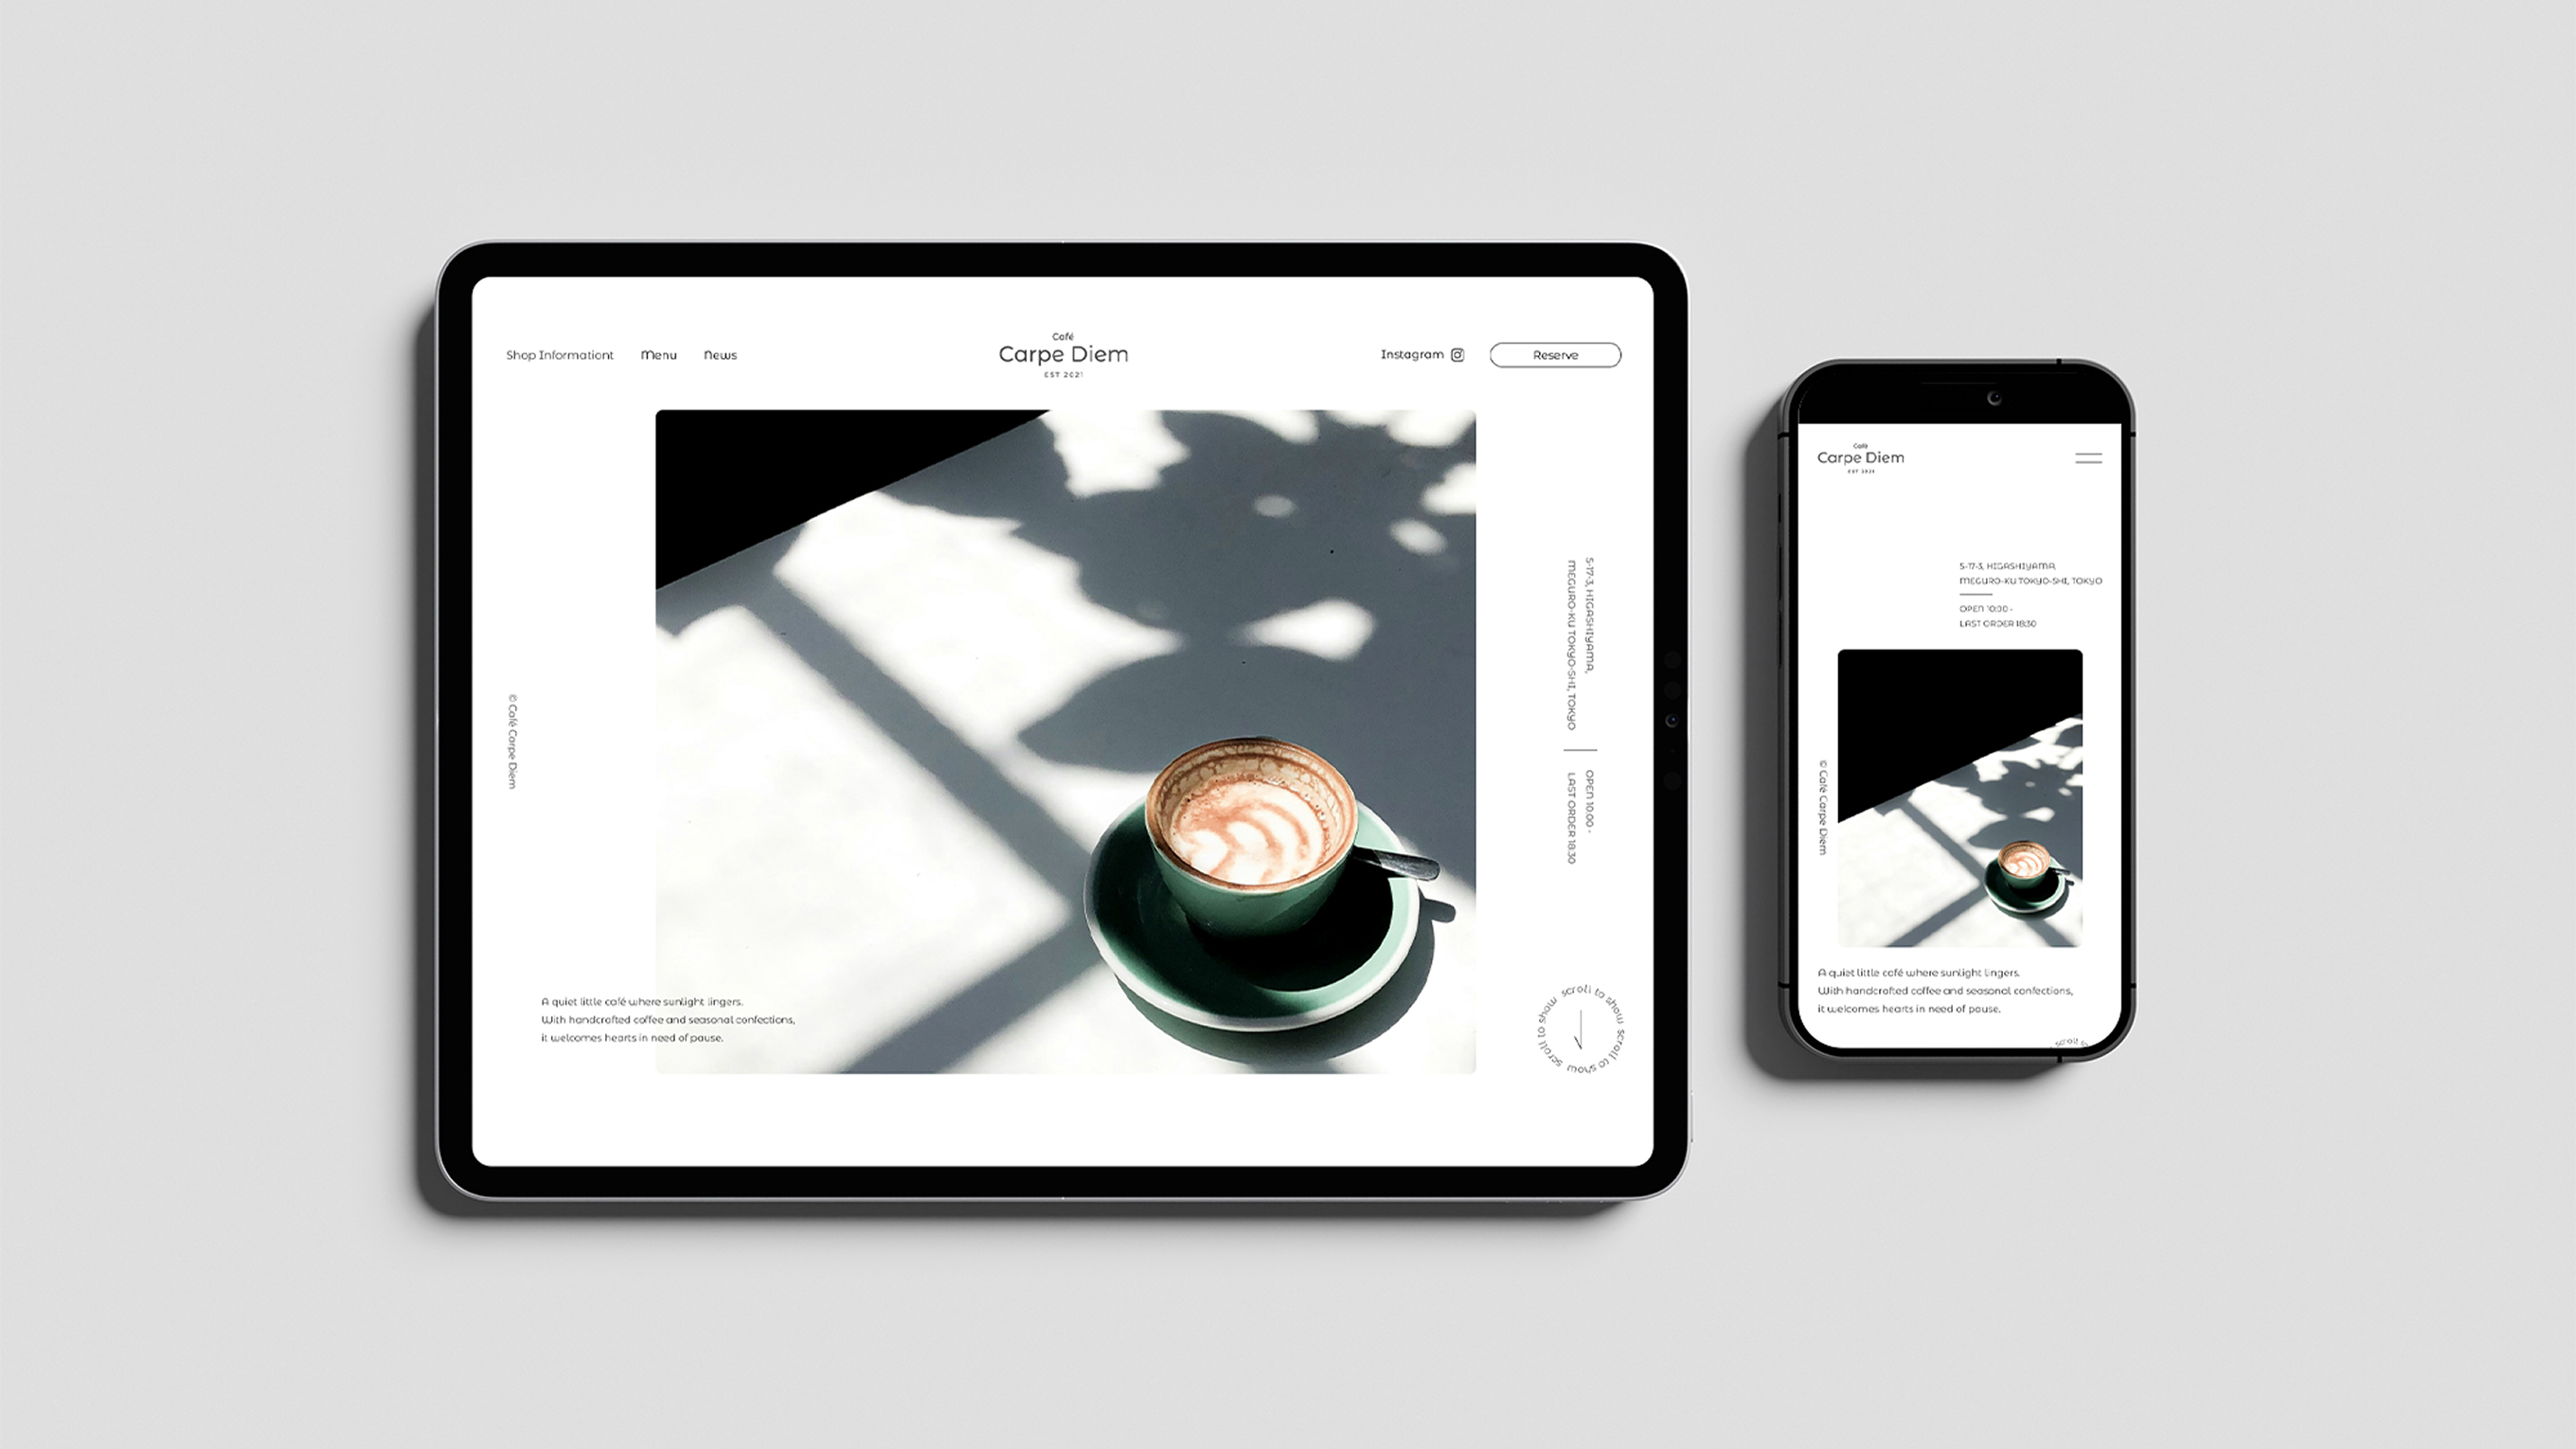 Shop Informationt
Menu
News
Café
Carpe Diem
EST 2021
Instagram
Reserve
5-17-3, HIGASHIYAMA,
MEGURO-KU TOKYO-SHI, TOKYO
OPEN 10:00 -
LAST ORDER 18:30
© Café Carpe Diem
A quiet little café where sunlight lingers.
With handcrafted coffee and seasonal confections,
it welcomes hearts in need of pause.
scroll to show scroll to show scroll to show
Café
Carpe Diem
EST 2021
5-17-3, HIGASHIYAMA,
MEGURO-KU TOKYO-SHI, TOKYO
OPEN 10:00 -
LAST ORDER 18:30
© Café Carpe Diem
A quiet little café where sunlight lingers.
With handcrafted coffee and seasonal confections,
it welcomes hearts in need of pause.
scroll to